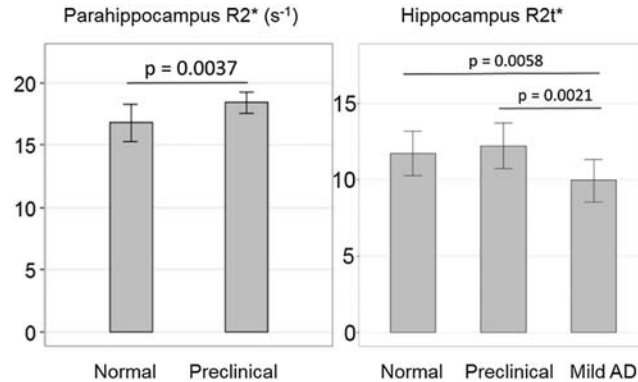 Parahippocampus R2* (s⁻¹)
p = 0.0037
20
15
10
5
0
Normal Preclinical
Hippocampus R2t*
p = 0.0058
p = 0.0021
15
10
5
0
Normal Preclinical Mild AD